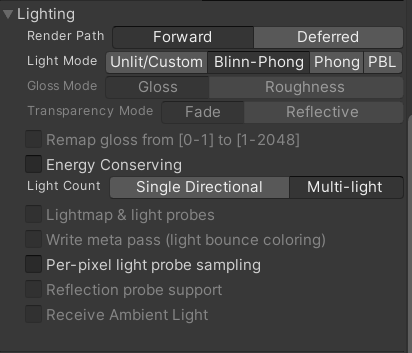 Lighting
Render Path Forward Deferred
Light Mode Unlit/Custom Blinn-Phong Phong PBL
Gloss Mode Gloss Roughness
Transparency Mode Fade Reflective
Remap gloss from [0-1] to [1-2048]
Energy Conserving
Light Count Single Directional Multi-light
Lightmap & light probes
Write meta pass (light bounce coloring)
Per-pixel light probe sampling
Reflection probe support
Receive Ambient Light